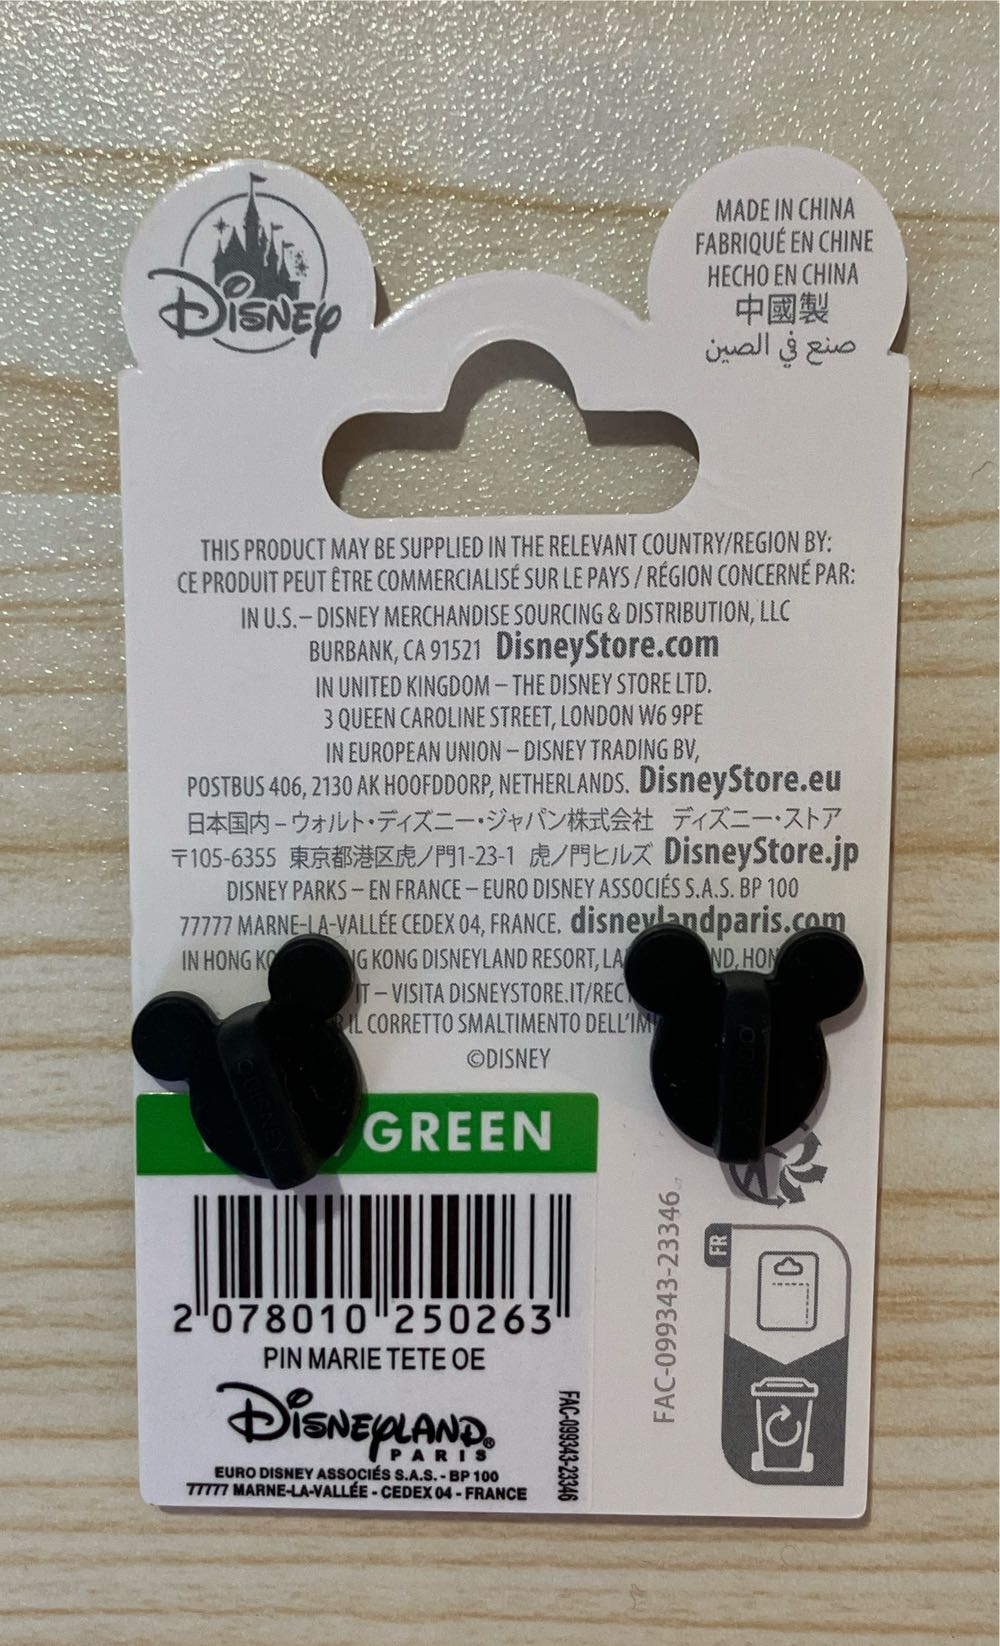 DISNEY
MADE IN CHINA
FABRIQUÉ EN CHINE
HECHO EN CHINA
中國製
صنع في الصين
THIS PRODUCT MAY BE SUPPLIED IN THE RELEVANT COUNTRY/REGION BY:
CE PRODUIT PEUT ÊTRE COMMERCIALISÉ SUR LE PAYS / RÉGION CONCERNÉ PAR:
IN U.S.– DISNEY MERCHANDISE SOURCING & DISTRIBUTION, LLC
BURBANK, CA 91521 DisneyStore.com
IN UNITED KINGDOM – THE DISNEY STORE LTD.
3 QUEEN CAROLINE STREET, LONDON W6 9PE
IN EUROPEAN UNION – DISNEY TRADING BV,
POSTBUS 406, 2130 AK HOOFDDORP, NETHERLANDS. DisneyStore.eu
日本国内 – ウォルト・ディズニー・ジャパン株式会社 ディズニー・ストア
〒105-6355 東京都港区虎ノ門1-23-1 虎ノ門ヒルズ DisneyStore.jp
DISNEY PARKS – EN FRANCE – EURO DISNEY ASSOCIÉS S.A.S. BP 100
77777 MARNE-LA-VALLÉE CEDEX 04, FRANCE. disneylandparis.com
IN HONG KONG DISNEYLAND RESORT,
IT – VISITA DISNEYSTORE.IT/
IL CORRETTO SMALTIMENTO
©DISNEY
GREEN
2 078010 250263
PIN MARIE TETE OE
DISNEYLAND®
PARIS
EURO DISNEY ASSOCIÉS S.A.S. - BP 100
77777 MARNE-LA-VALLÉE - CEDEX 04 - FRANCE
FAC-099343-23346
FAC-099343-23346
FR